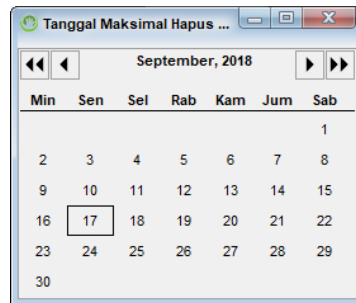 Tanggal Maksimal Hapus ...
September, 2018
Min Sen Sel Rab Kam Jum Sab
1
2 3 4 5 6 7 8
9 10 11 12 13 14 15
16 17 18 19 20 21 22
23 24 25 26 27 28 29
30